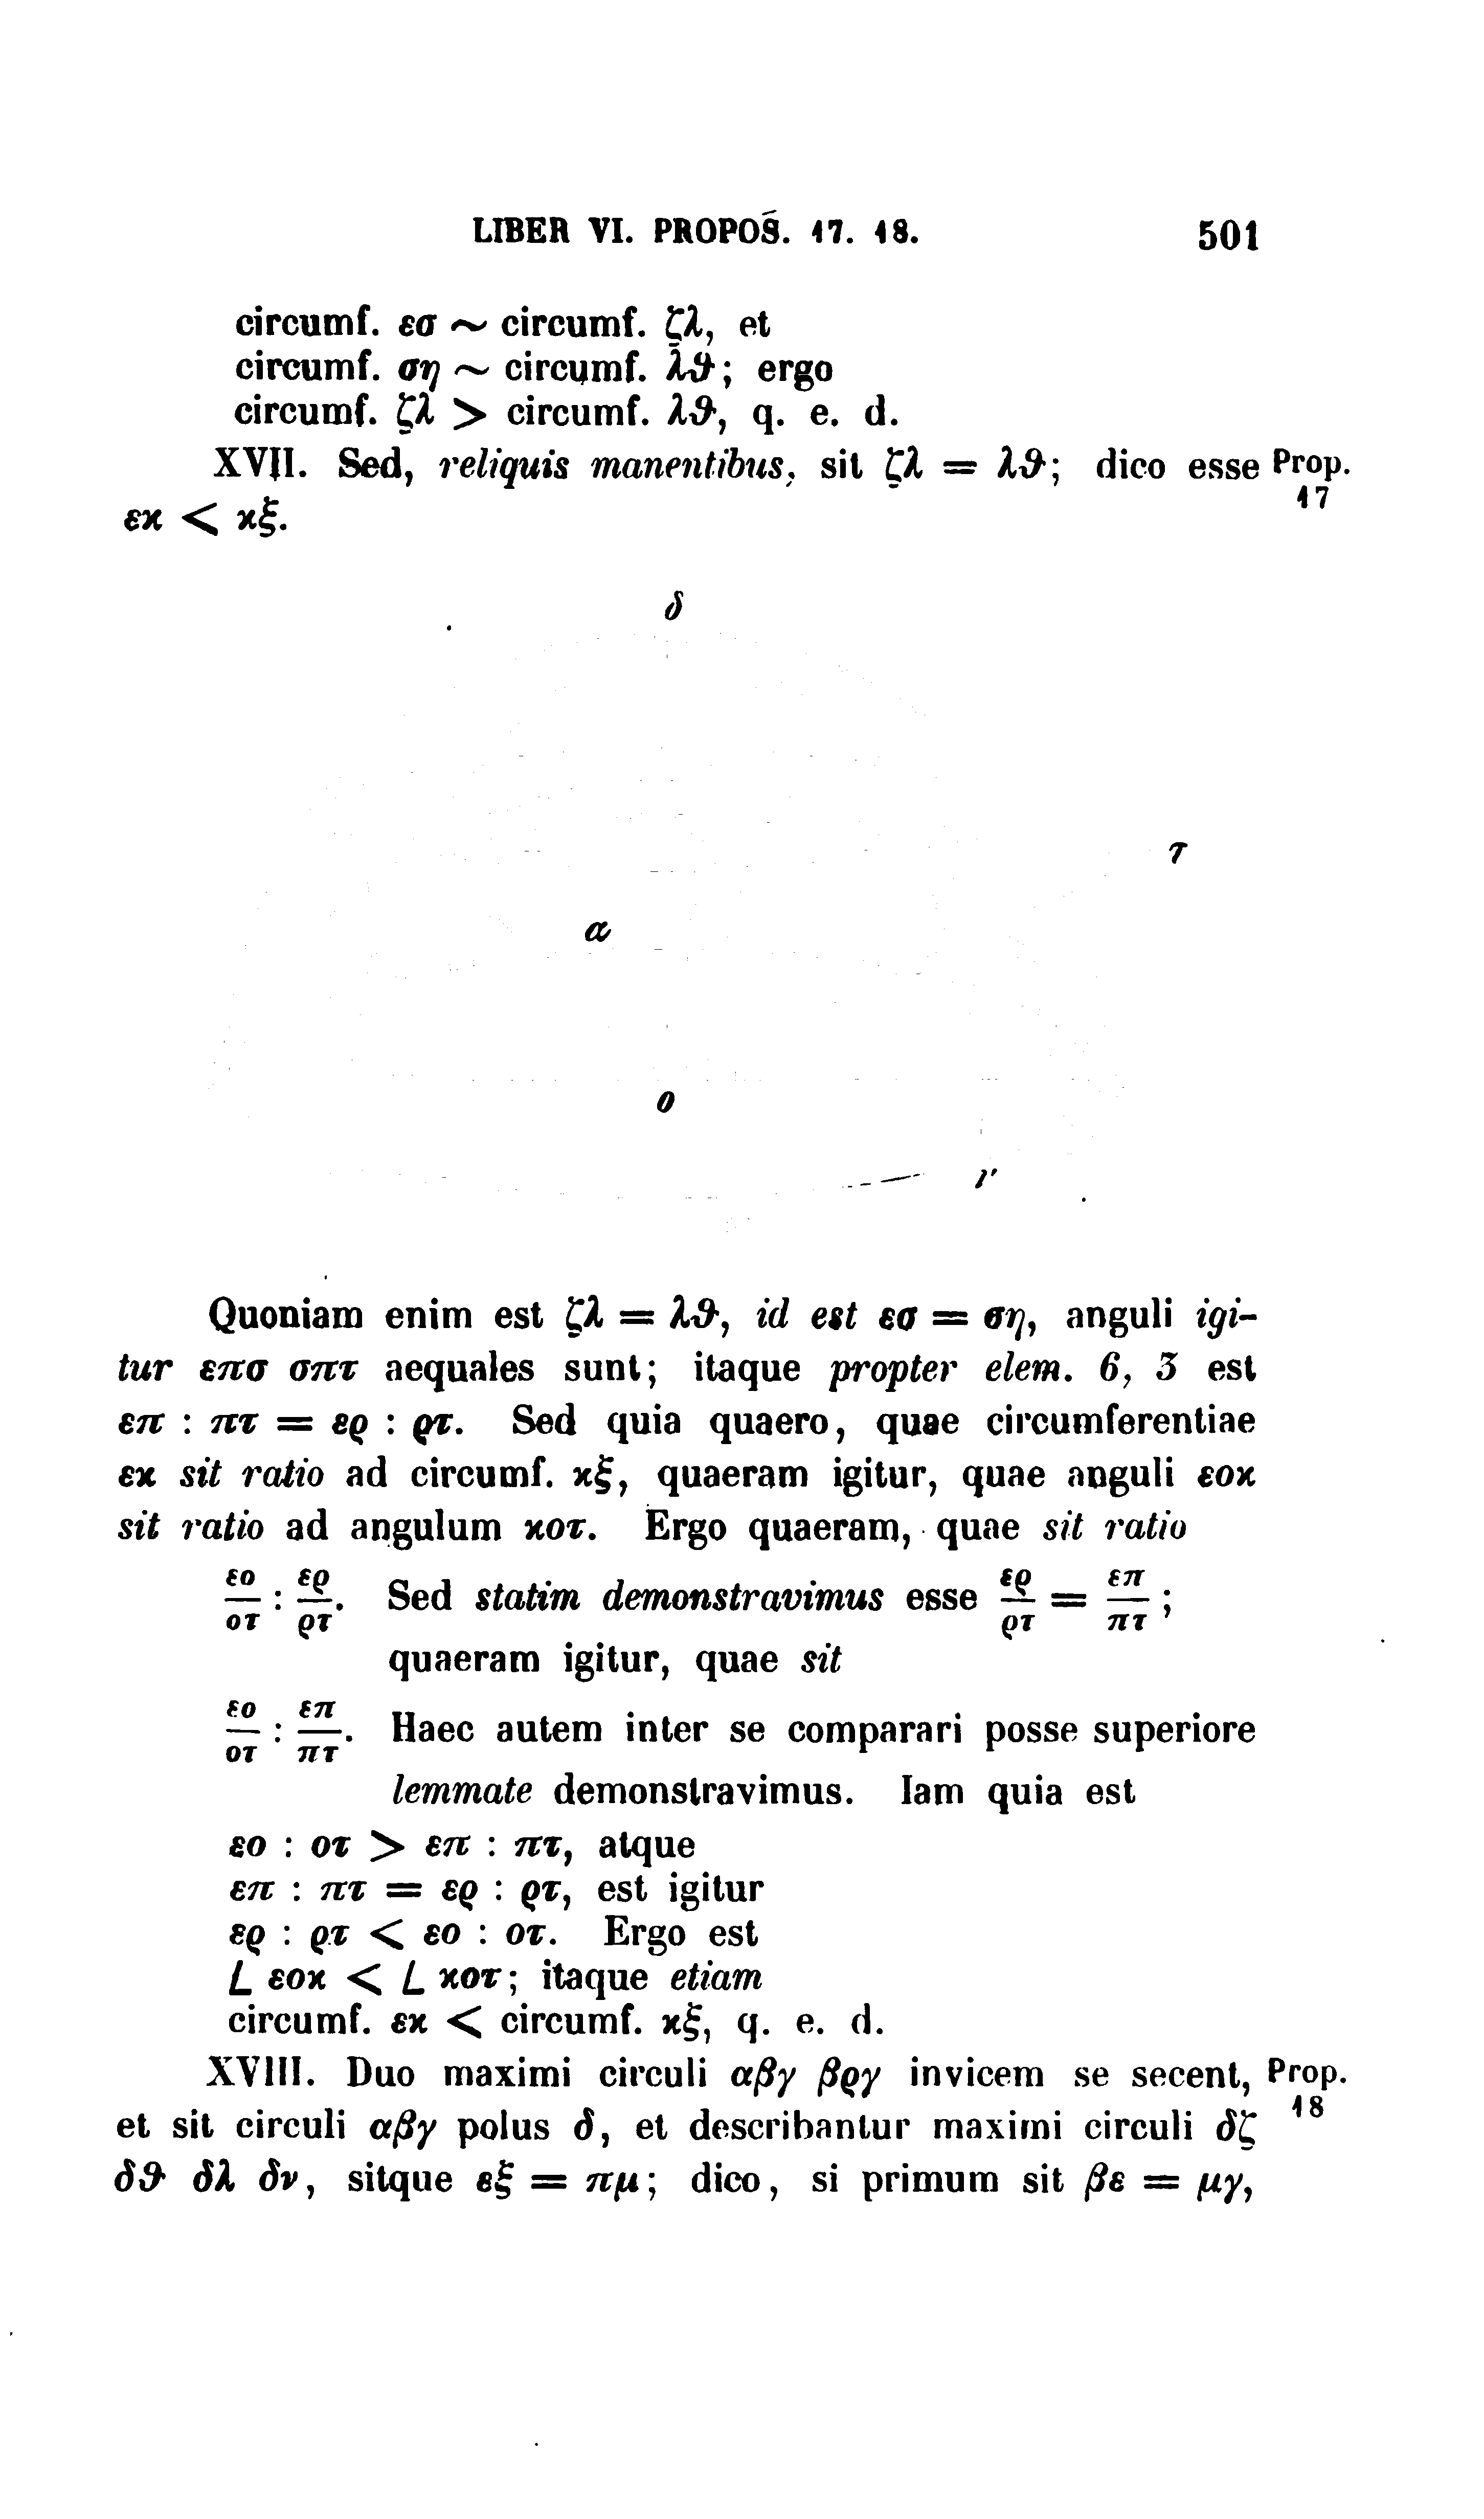 LIBER VI. PROPOS. 17. 18. 501
circumf. εσ ~ circumf. ζλ, et
circumf. ση ~ circumf. λϑ; ergo
circumf. ζλ > circumf. λϑ, q. e. d.
XVII. Sed, reliquis manentibus, sit ζλ = λϑ; dico esse Prop. 17
εκ < κξ.
δ
τ
α
ο
γ
Quoniam enim est ζλ = λϑ, id est εσ = ση, anguli igi-
tur επσ σπτ aequales sunt; itaque propter elem. 6, 3 est
επ : πτ = ερ : ρτ. Sed quia quaero, quae circumferentiae
εκ sit ratio ad circumf. κξ, quaeram igitur, quae anguli εοκ
sit ratio ad angulum κοτ. Ergo quaeram, quae sit ratio
εο/οτ : ερ/ρτ. Sed statim demonstravimus esse ερ/ρτ = επ/πτ;
quaeram igitur, quae sit
εο/οτ : επ/πτ. Haec autem inter se comparari posse superiore
lemmate demonstravimus. Iam quia est
εο : οτ > επ : πτ, atque
επ : πτ = ερ : ρτ, est igitur
ερ : ρτ < εο : οτ. Ergo est
L εοκ < L κοτ; itaque etiam
circumf. εκ < circumf. κξ, q. e. d.
XVIII. Duo maximi circuli αβγ βργ invicem se secent, Prop. 18
et sit circuli αβγ polus δ, et describantur maximi circuli δζ
δϑ δλ δν, sitque εξ = πμ; dico, si primum sit βε = μγ,